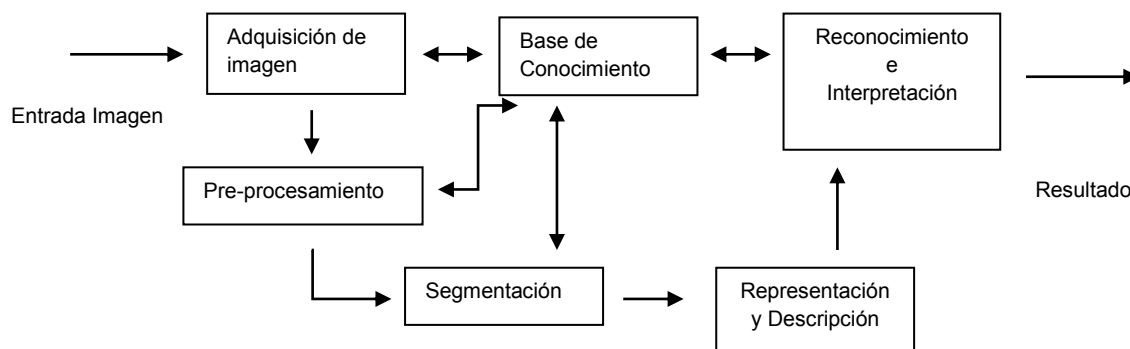 Adquisición de
imagen
Base de
Conocimiento
Reconocimiento
e
Interpretación
Entrada Imagen
Pre-procesamiento
Resultado
Segmentación
Representación
y Descripción